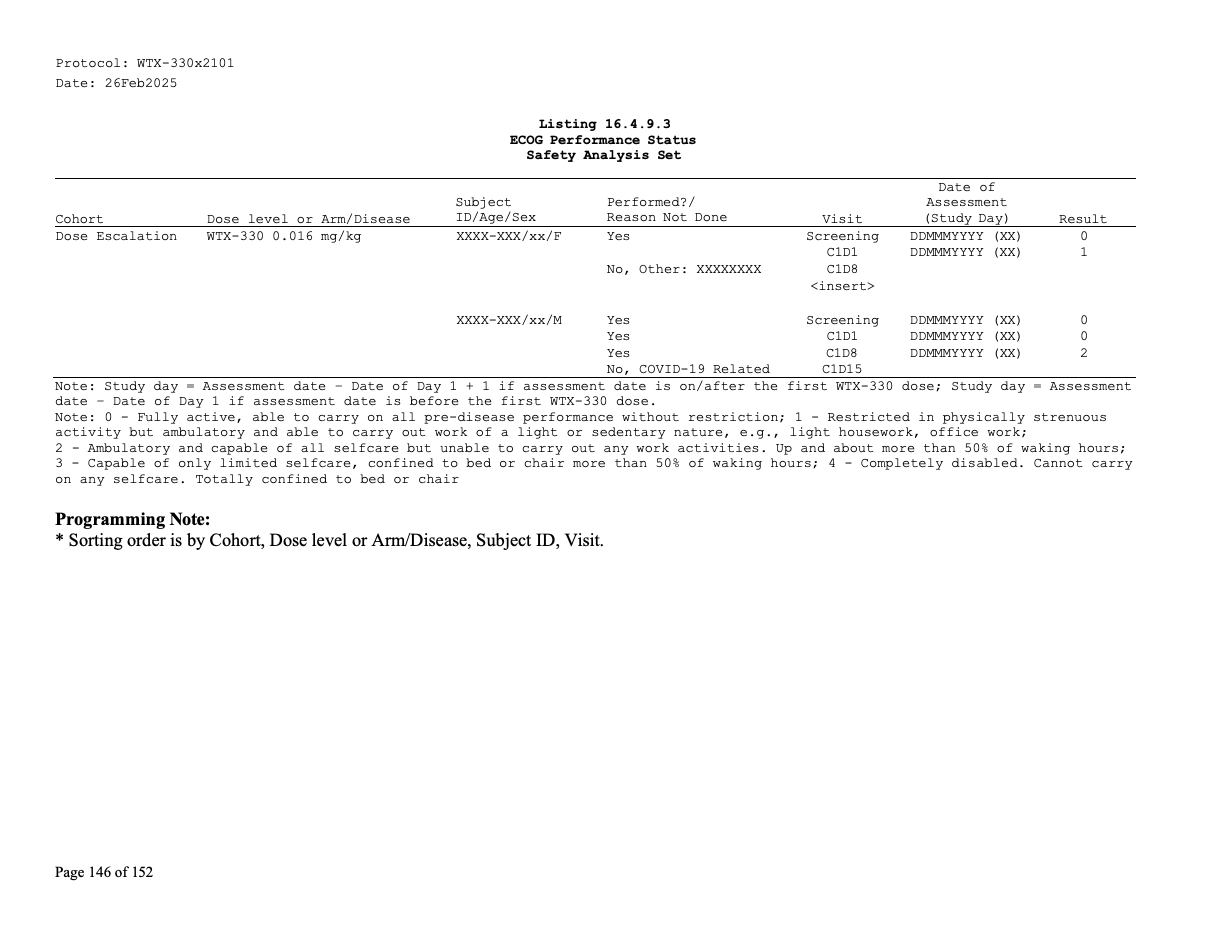 Protocol: WTX-330x2101
Date: 26Feb2025
Listing 16.4.9.3
ECOG Performance Status
Safety Analysis Set
Cohort Dose level or Arm/Disease Subject ID/Age/Sex Performed?/ Reason Not Done Visit Date of Assessment (Study Day) Result
Dose Escalation WTX-330 0.016 mg/kg XXXX-XXX/xx/F Yes Screening DDMMMYYYY (XX) 0
C1D1 DDMMMYYYY (XX) 1
No, Other: XXXXXXXX C1D8
<insert>
XXXX-XXX/xx/M Yes Screening DDMMMYYYY (XX) 0
Yes C1D1 DDMMMYYYY (XX) 0
Yes C1D8 DDMMMYYYY (XX) 2
No, COVID-19 Related C1D15
Note: Study day = Assessment date – Date of Day 1 + 1 if assessment date is on/after the first WTX-330 dose; Study day = Assessment
date – Date of Day 1 if assessment date is before the first WTX-330 dose.
Note: 0 - Fully active, able to carry on all pre-disease performance without restriction; 1 - Restricted in physically strenuous
activity but ambulatory and able to carry out work of a light or sedentary nature, e.g., light housework, office work;
2 - Ambulatory and capable of all selfcare but unable to carry out any work activities. Up and about more than 50% of waking hours;
3 - Capable of only limited selfcare, confined to bed or chair more than 50% of waking hours; 4 - Completely disabled. Cannot carry
on any selfcare. Totally confined to bed or chair
Programming Note:
* Sorting order is by Cohort, Dose level or Arm/Disease, Subject ID, Visit.
Page 146 of 152